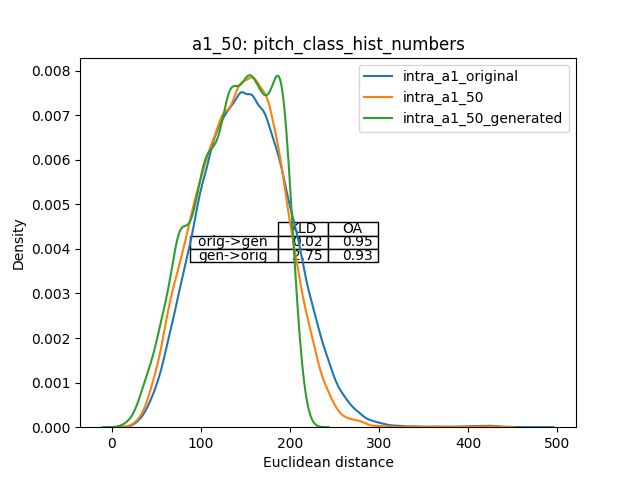 a1_50: pitch_class_hist_numbers
intra_a1_original
intra_a1_50
intra_a1_50_generated
0.008
0.007
0.006
0.005
0.004
0.003
0.002
0.001
0.000
Density
LD OA
orig->gen 0.02 0.95
gen->orig 2.75 0.93
0 100 200 300 400 500
Euclidean distance